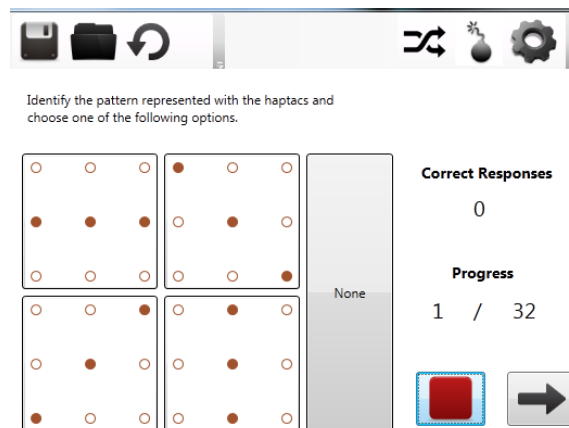 Identify the pattern represented with the haptacs and
choose one of the following options.
Correct Responses
0
None
Progress
1 / 32